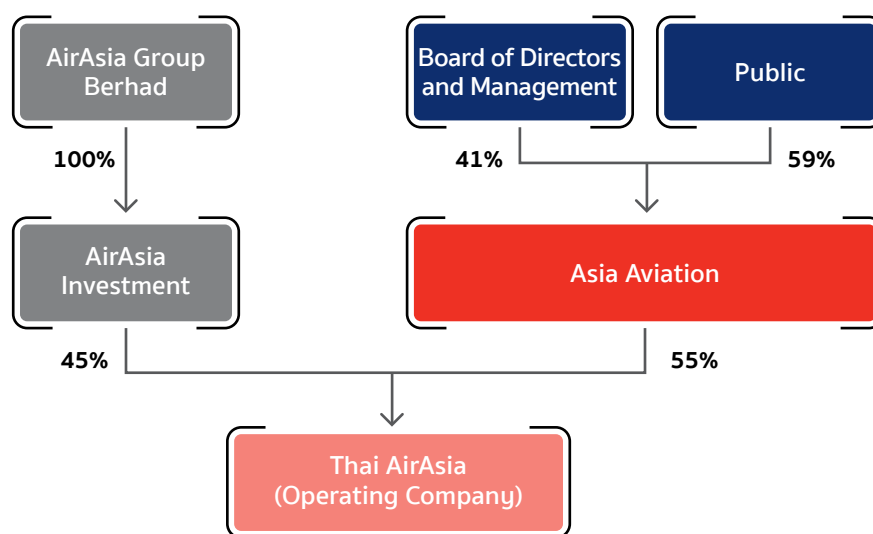 AirAsia Group
Berhad
Board of Directors
and Management
Public
100%
41%
59%
AirAsia
Investment
Asia Aviation
45%
55%
Thai AirAsia
(Operating Company)